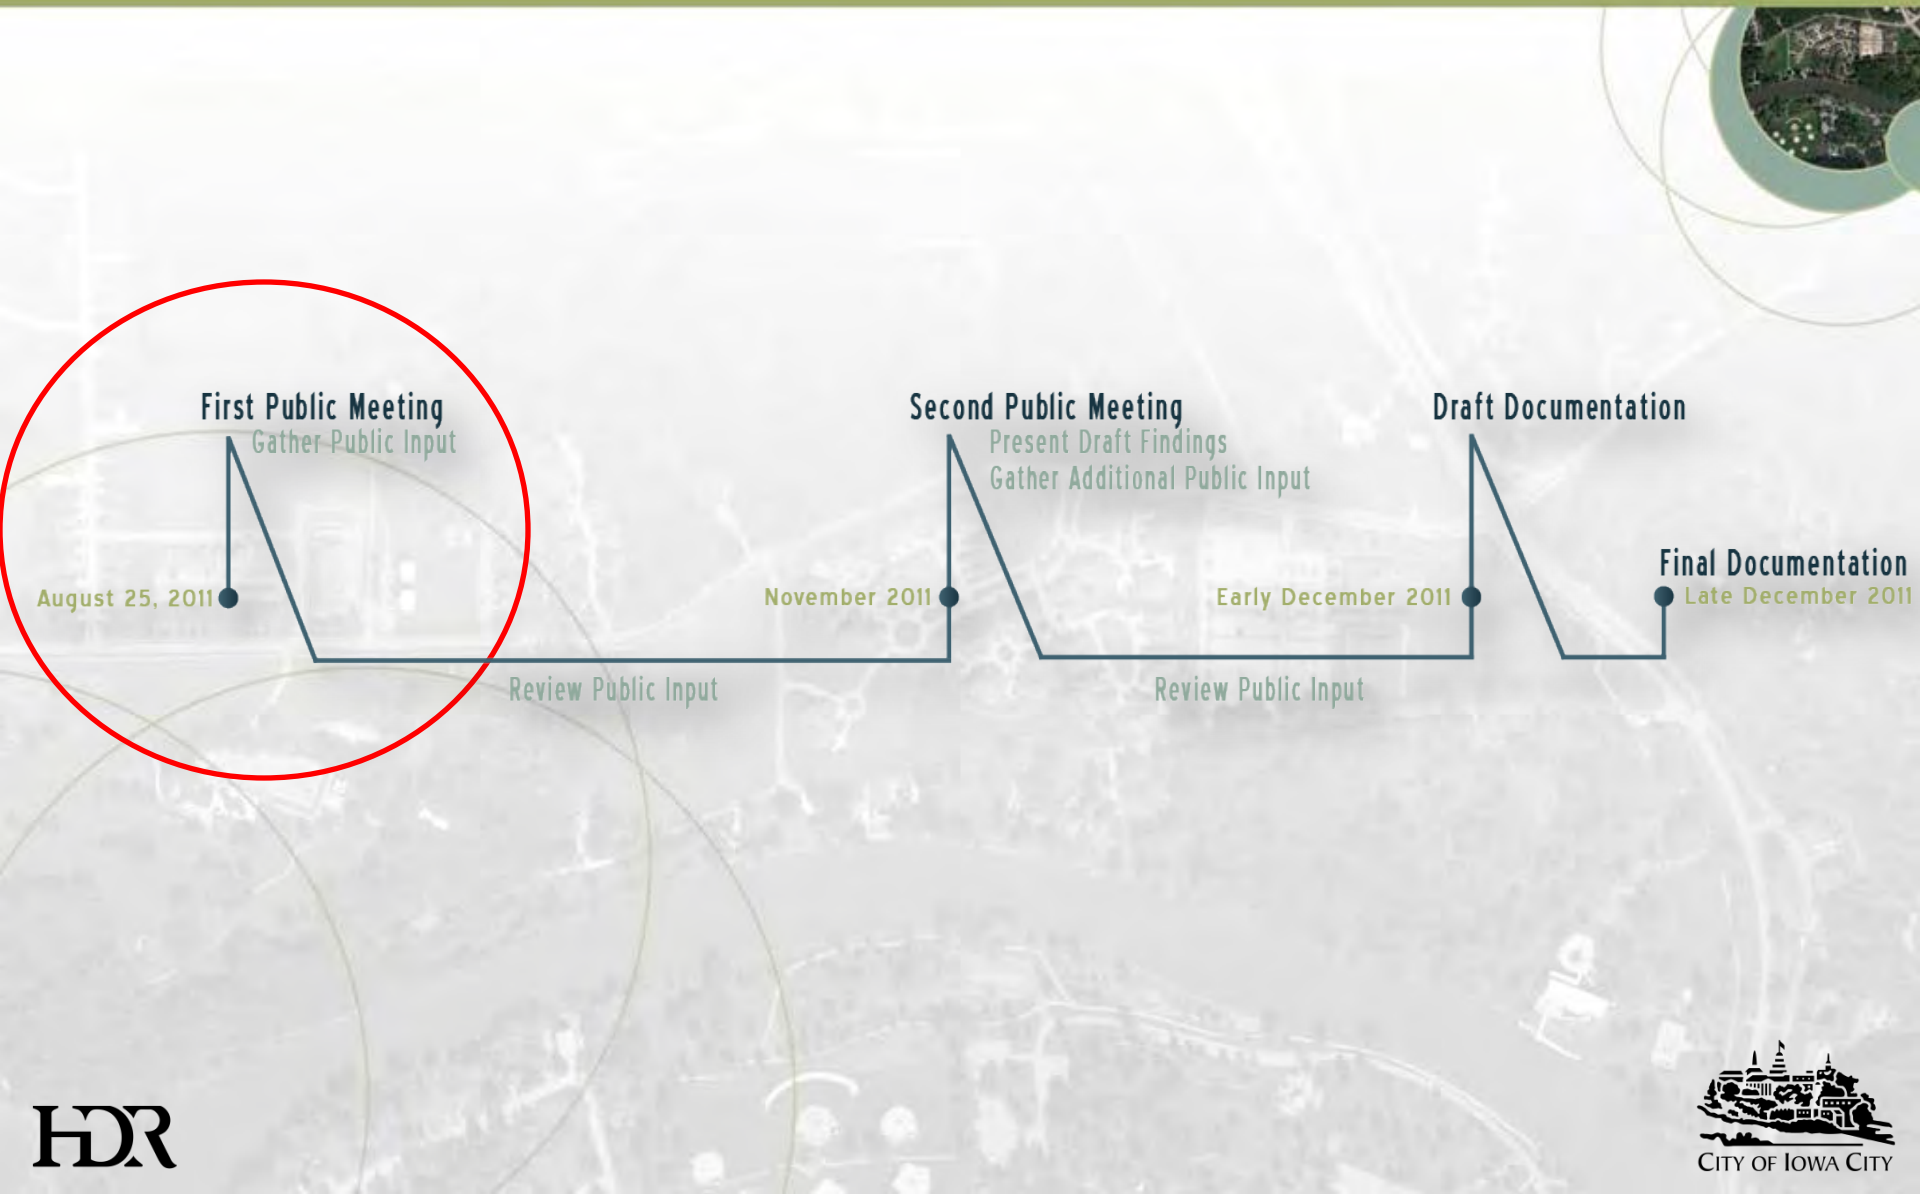 First Public Meeting
Gather Public Input
August 25, 2011
Review Public Input
Second Public Meeting
Present Draft Findings
Gather Additional Public Input
November 2011
Review Public Input
Draft Documentation
Early December 2011
Final Documentation
Late December 2011
HDR
CITY OF IOWA CITY